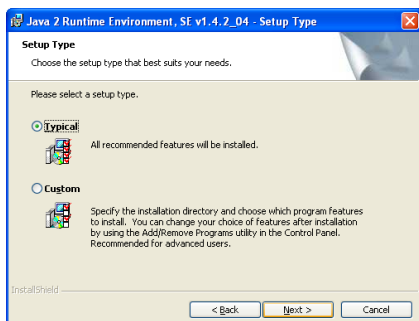 Java 2 Runtime Environment, SE v1.4.2_04 - Setup Type
Setup Type
Choose the setup type that best suits your needs.
Please select a setup type.
Typical
All recommended features will be installed.
Custom
Specify the installation directory and choose which program features
to install. You can change your choice of features after installation
by using the Add/Remove Programs utility in the Control Panel.
Recommended for advanced users.
InstallShield
< Back Next > Cancel